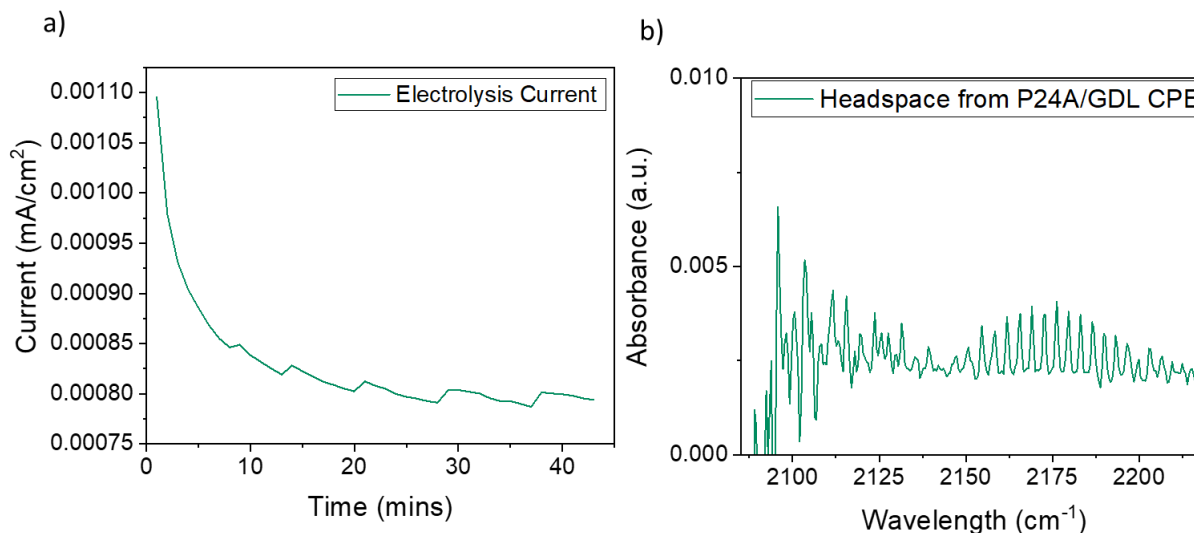 a)
Electrolysis Current
0.00110
0.00105
0.00100
0.00095
0.00090
0.00085
0.00080
0.00075
Current (mA/cm²)
0
10
20
30
40
Time (mins)
b)
Headspace from P24A/GDL CPE
0.010
0.005
0.000
Absorbance (a.u.)
2100
2125
2150
2175
2200
Wavelength (cm⁻¹)